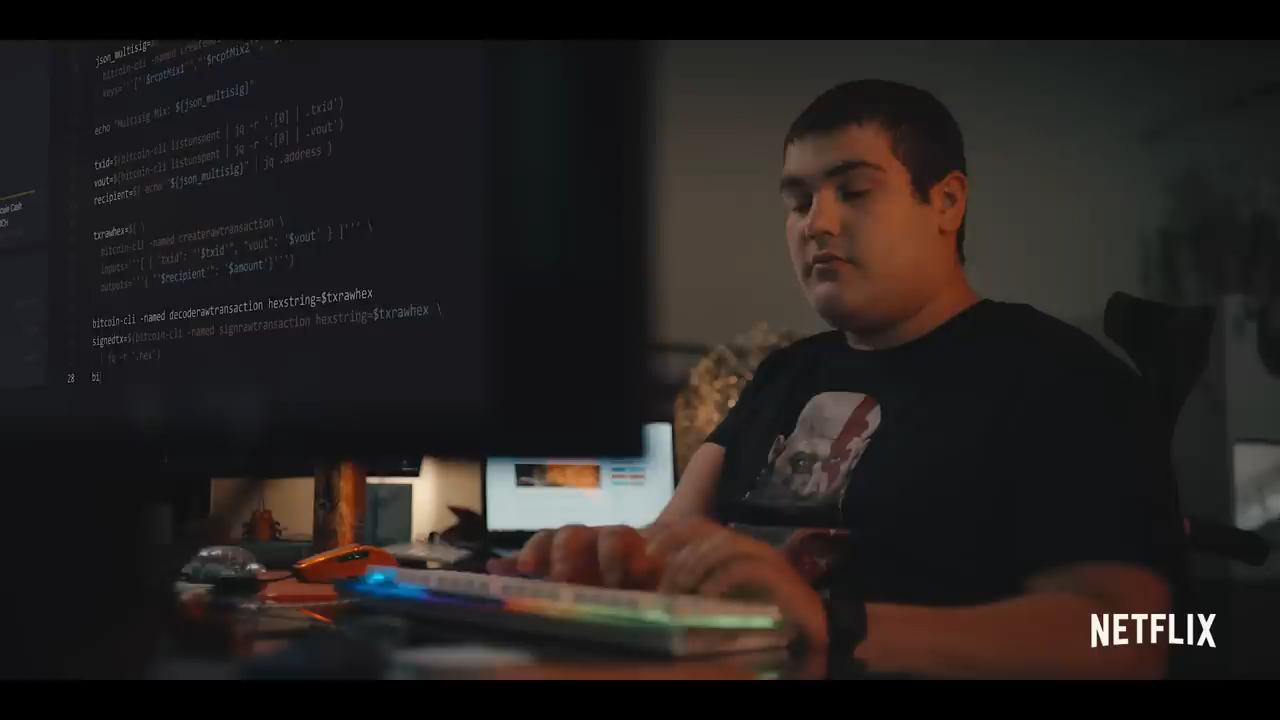 json_multisig=
bitcoin-cli -named
keys='''["'$rcptMix1'","'$rcptMix2'",
echo "Multisig Mix: ${json_multisig}"
txid=$(bitcoin-cli listunspent | jq -r '.[0] | .txid')
vout=$(bitcoin-cli listunspent | jq -r '.[0] | .vout')
recipient=$( echo "${json_multisig}" | jq .address )
txrawhex=$( \
bitcoin-cli -named createrawtransaction \
inputs='''[ { "txid": "'$txid'", "vout": '$vout' } ]''' \
outputs='''{ "'$recipient'": '$amount'}''')
bitcoin-cli -named decoderawtransaction hexstring=$txrawhex
signedtx=$(bitcoin-cli -named signrawtransaction hexstring=$txrawhex \
| jq -r '.hex')
28 bi
coin Cash
NETFLIX